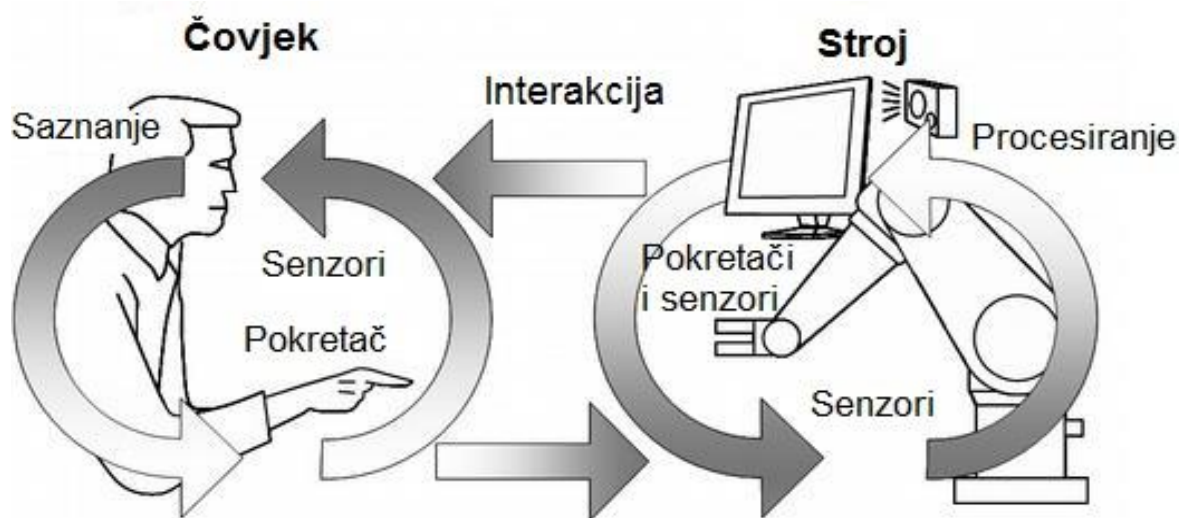 Čovjek
Stroj
Interakcija
Saznanje
Procesiranje
Senzori
Pokretači
i senzori
Pokretač
Senzori